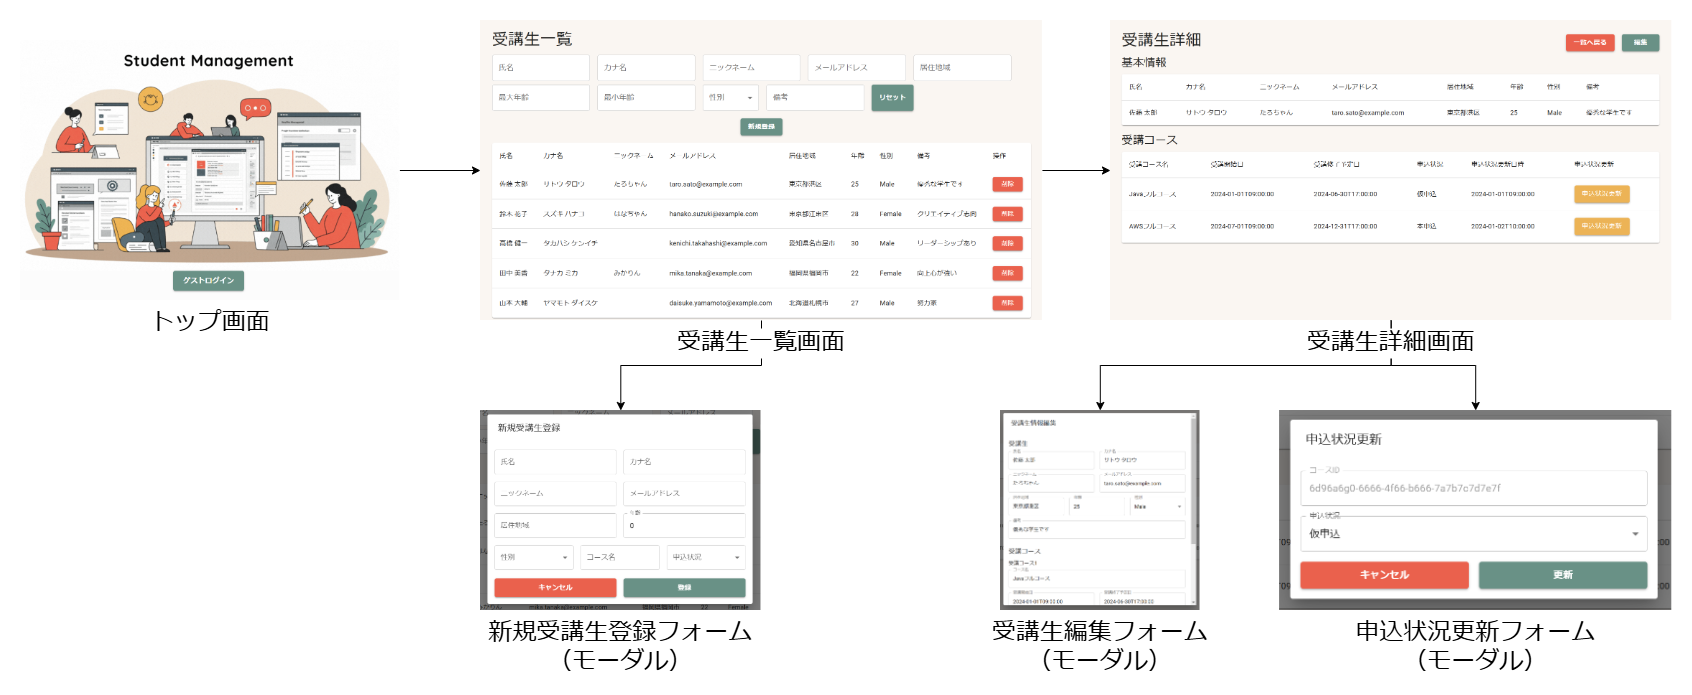 Student Management
ゲストログイン
トップ画面
受講生一覧
氏名 カナ名 ニックネーム メールアドレス 居住地域
最大年齢 最小年齢 性別 備考 リセット
新規登録
氏名 カナ名 ニックネーム メールアドレス 居住地域 年齢 性別 備考 操作
佐藤 太郎 サトウ タロウ たろちゃん taro.sato@example.com 東京都港区 25 Male 優秀な学生です 削除
鈴木 花子 スズキ ハナコ はなちゃん hanako.suzuki@example.com 東京都江東区 28 Female クリエイティブ志向 削除
高橋 健一 タカハシ ケンイチ kenichi.takahashi@example.com 愛知県名古屋市 30 Male リーダーシップあり 削除
田中 美香 タナカ ミカ みかりん mika.tanaka@example.com 福岡県福岡市 22 Female 向上心が強い 削除
山本 大輔 ヤマモト ダイスケ daisuke.yamamoto@example.com 北海道札幌市 27 Male 努力家 削除
受講生一覧画面
受講生詳細
一覧へ戻る 編集
基本情報
氏名 カナ名 ニックネーム メールアドレス 居住地域 年齢 性別 備考
佐藤 太郎 サトウ タロウ たろちゃん taro.sato@example.com 東京都港区 25 Male 優秀な学生です
受講コース
受講コース名 受講開始日 受講修了予定日 申込状況 申込状況更新日時 申込状況更新
Javaフルコース 2024-01-01T09:00:00 2024-06-30T17:00:00 仮申込 2024-01-01T09:00:00 申込状況更新
AWSフルコース 2024-07-01T09:00:00 2024-12-31T17:00:00 本申込 2024-01-02T10:00:00 申込状況更新
受講生詳細画面
新規受講生登録
氏名 カナ名
ニックネーム メールアドレス
居住地域 年齢
0
性別 コース名 申込状況
キャンセル 登録
mika.tanaka@example.com 福岡県福岡市 22 Female
新規受講生登録フォーム
(モーダル)
受講生情報編集
受講生
氏名 カナ名
佐藤 太郎 サトウ タロウ
ニックネーム メールアドレス
たろちゃん taro.sato@example.com
居住地域 年齢 性別
東京都港区 25 Male
備考
優秀な学生です
受講コース
受講コース1
コース名
Javaフルコース
受講開始日 受講修了予定日
2024-01-01T09:00:00 2024-06-30T17:00:00
受講生編集フォーム
(モーダル)
申込状況更新
コースID
6d96a6g0-6666-4f66-b666-7a7b7c7d7e7f
申込状況
仮申込
キャンセル 更新
申込状況更新フォーム
(モーダル)